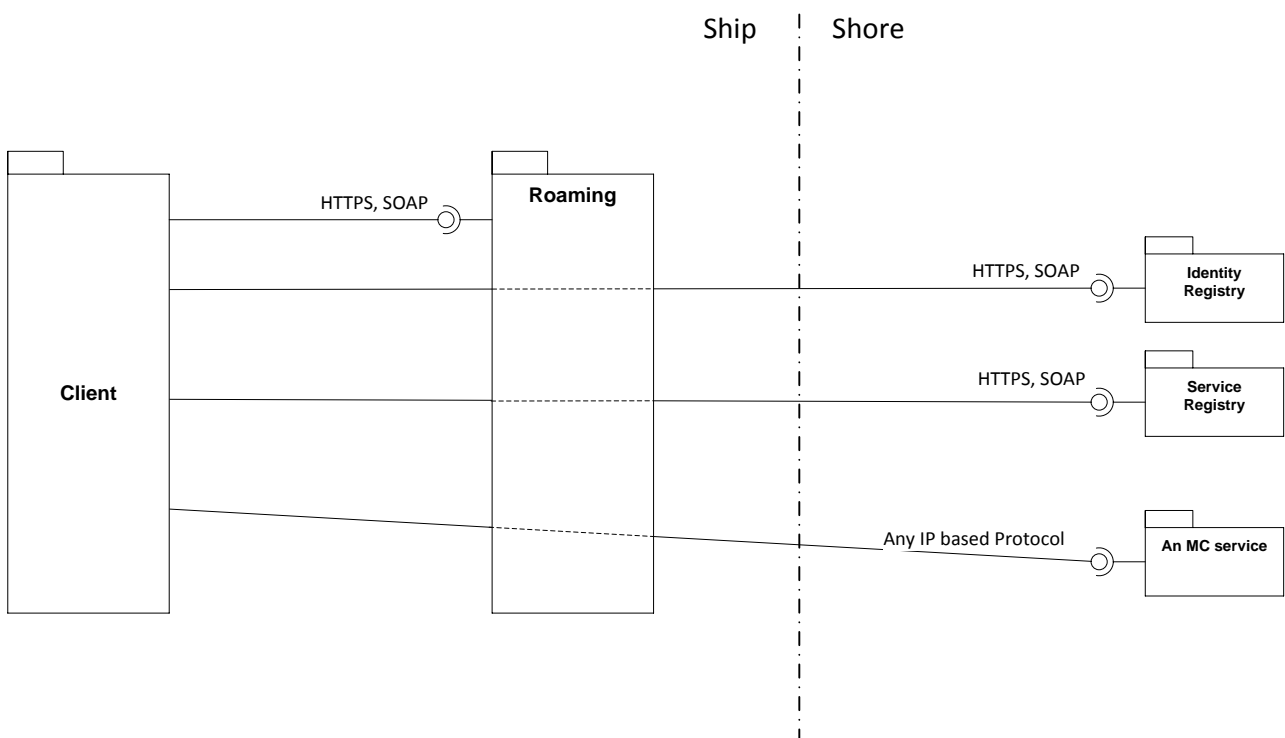 Ship
Shore
Roaming
HTTPS, SOAP
HTTPS, SOAP
Identity
Registry
Client
HTTPS, SOAP
Service
Registry
Any IP based Protocol
An MC service